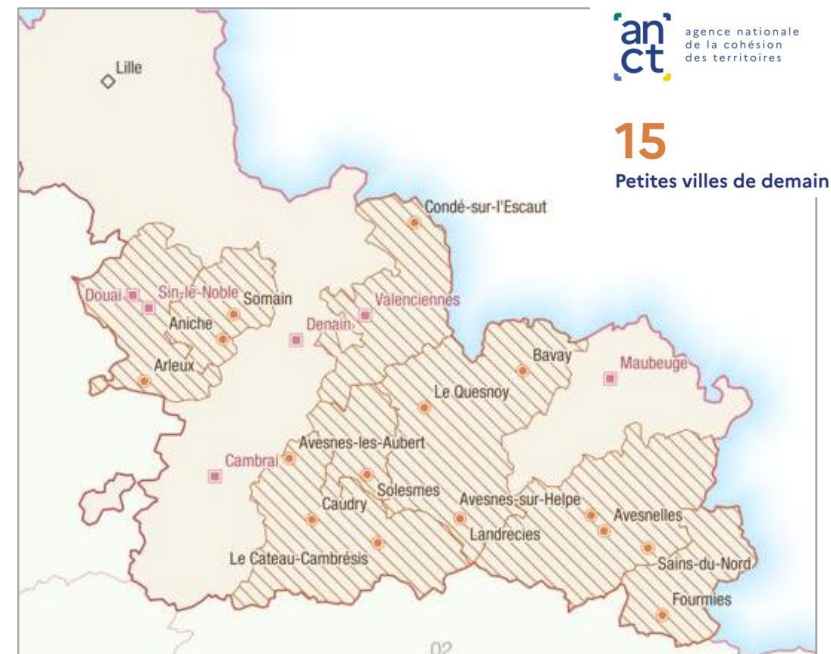 an
ct
agence nationale
de la cohésion
des territoires
15
Petites villes de demain
Lille
Condé-sur-l'Escaut
Douai
Sin-le-Noble
Somain
Valenciennes
Aniche
Denain
Arleux
Bavay
Maubeuge
Le Quesnoy
Avesnes-les-Aubert
Cambrai
Solesmes
Avesnes-sur-Helpe
Caudry
Avesnelles
Landrecies
Le Cateau-Cambrésis
Sains-du-Nord
Fourmies
02